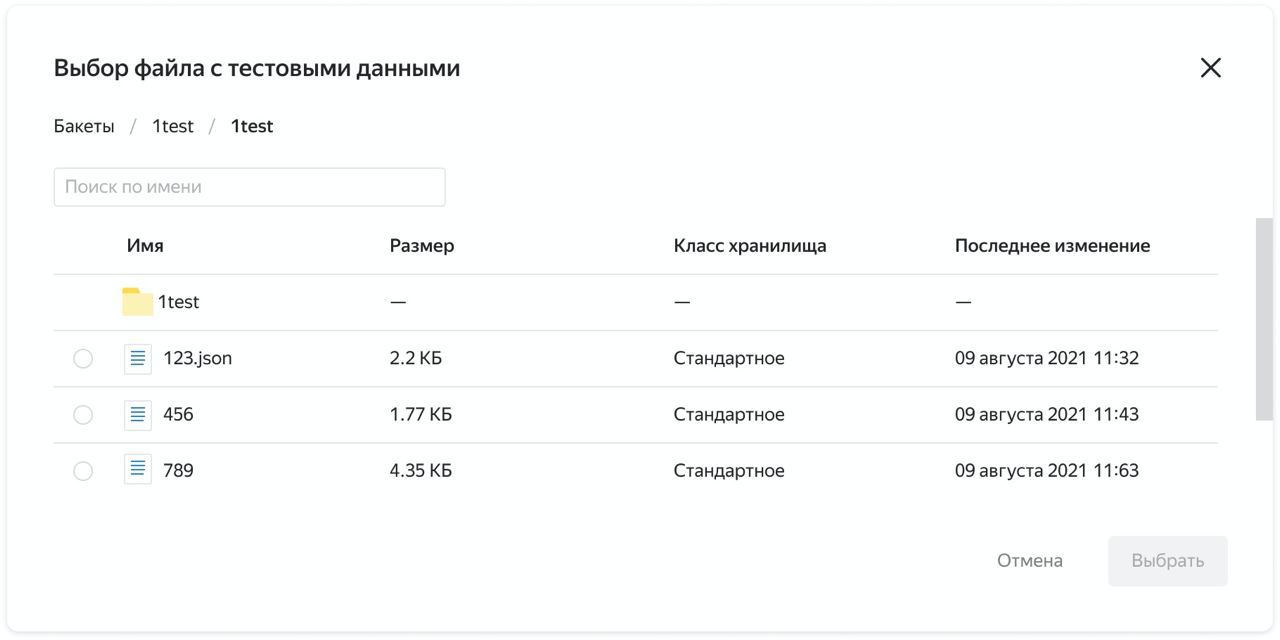 Выбор файла с тестовыми данными
Бакеты / 1test / 1test
Поиск по имени
Имя Размер Класс хранилища Последнее изменение
1test — — —
123.json 2.2 КБ Стандартное 09 августа 2021 11:32
456 1.77 КБ Стандартное 09 августа 2021 11:43
789 4.35 КБ Стандартное 09 августа 2021 11:63
Отмена Выбрать